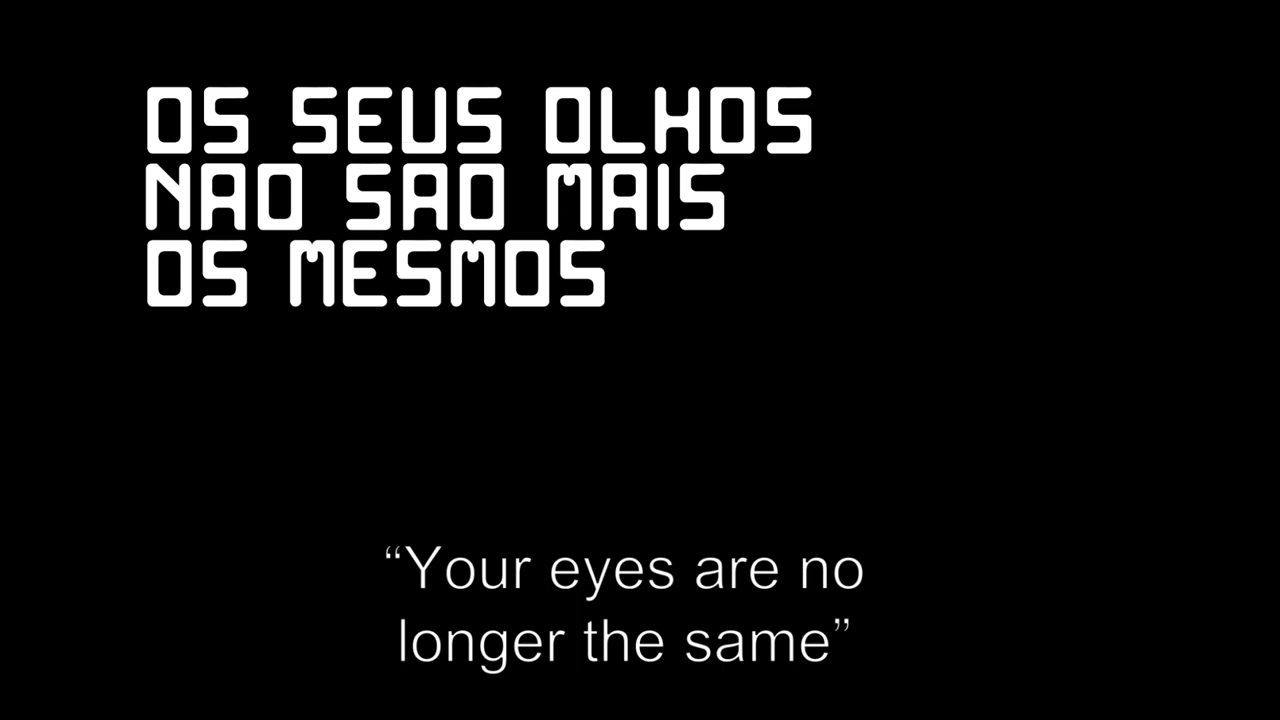 OS SEUS OLHOS
NAO SAO MAIS
OS MESMOS
“Your eyes are no
longer the same”